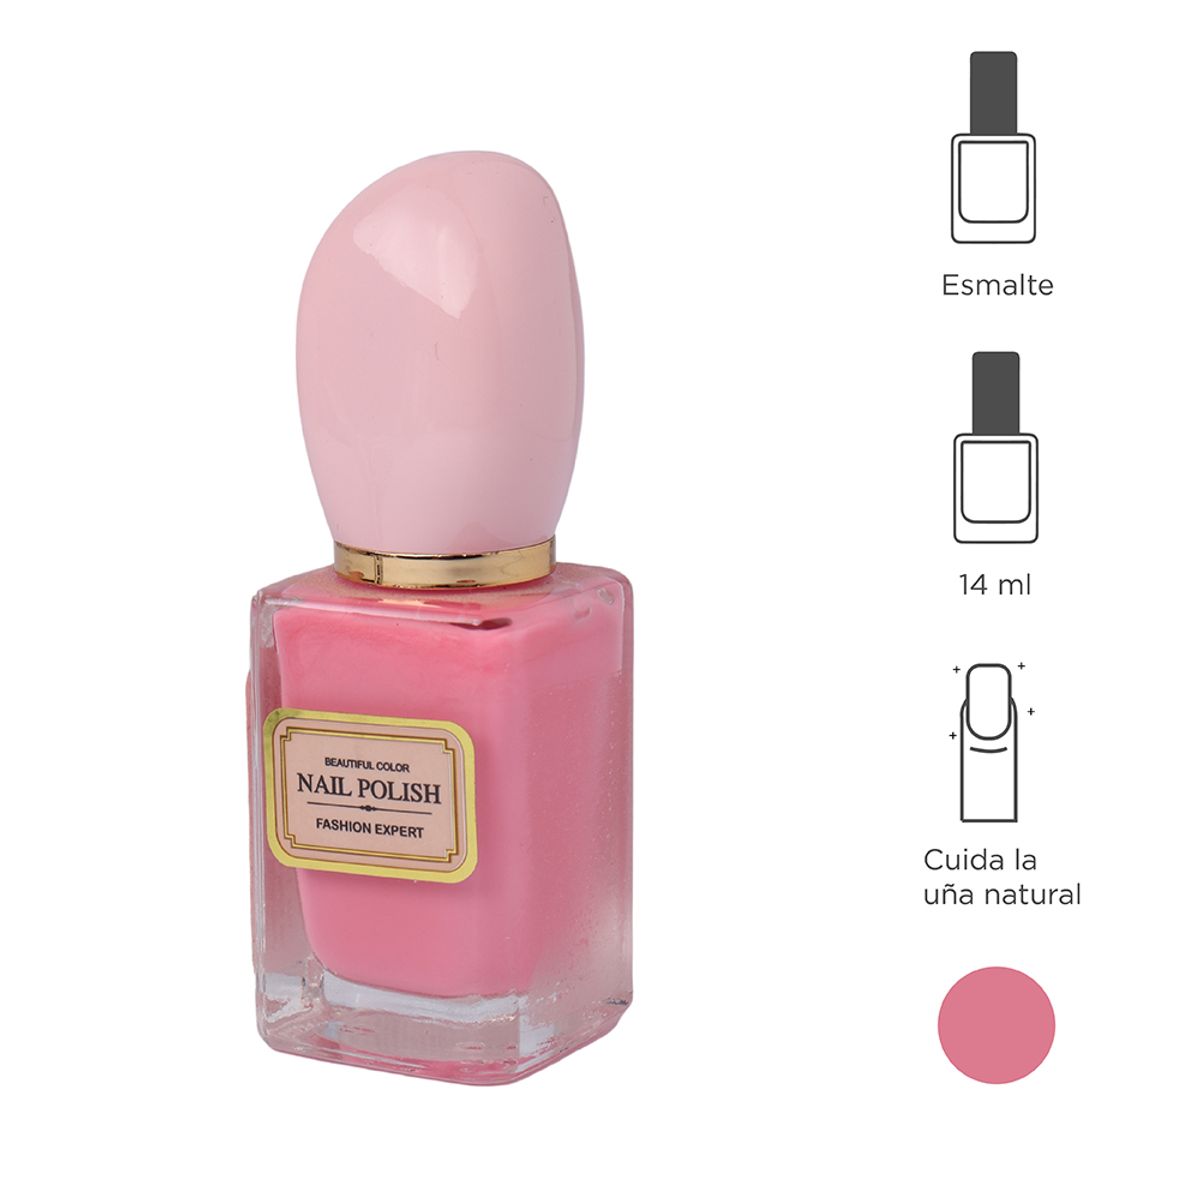 BEAUTIFUL COLOR
NAIL POLISH
FASHION EXPERT
Esmalte
14 ml
Cuida la
uña natural